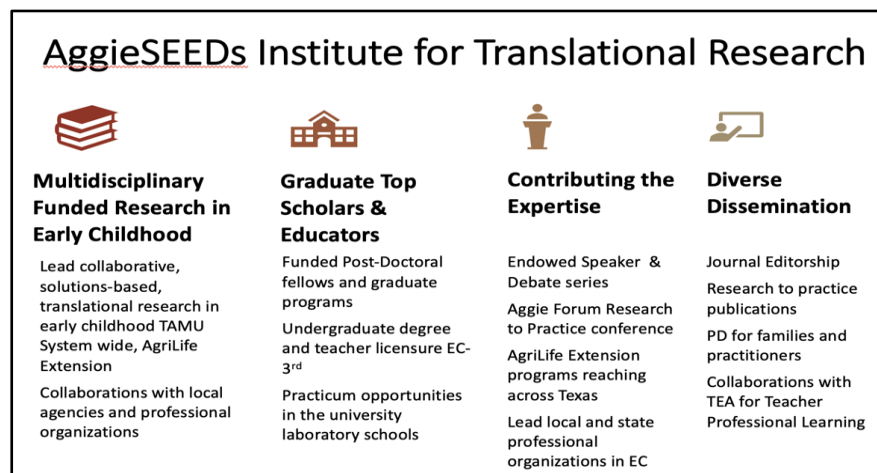 AggieSEEDs Institute for Translational Research
Multidisciplinary
Funded Research in
Early Childhood
Lead collaborative,
solutions-based,
translational research in
early childhood TAMU
System wide, AgriLife
Extension
Collaborations with local
agencies and professional
organizations
Graduate Top
Scholars &
Educators
Funded Post-Doctoral
fellows and graduate
programs
Undergraduate degree
and teacher licensure EC-
3rd
Practicum opportunities
in the university
laboratory schools
Contributing the
Expertise
Endowed Speaker &
Debate series
Aggie Forum Research
to Practice conference
AgriLife Extension
programs reaching
across Texas
Lead local and state
professional
organizations in EC
Diverse
Dissemination
Journal Editorship
Research to practice
publications
PD for families and
practitioners
Collaborations with
TEA for Teacher
Professional Learning